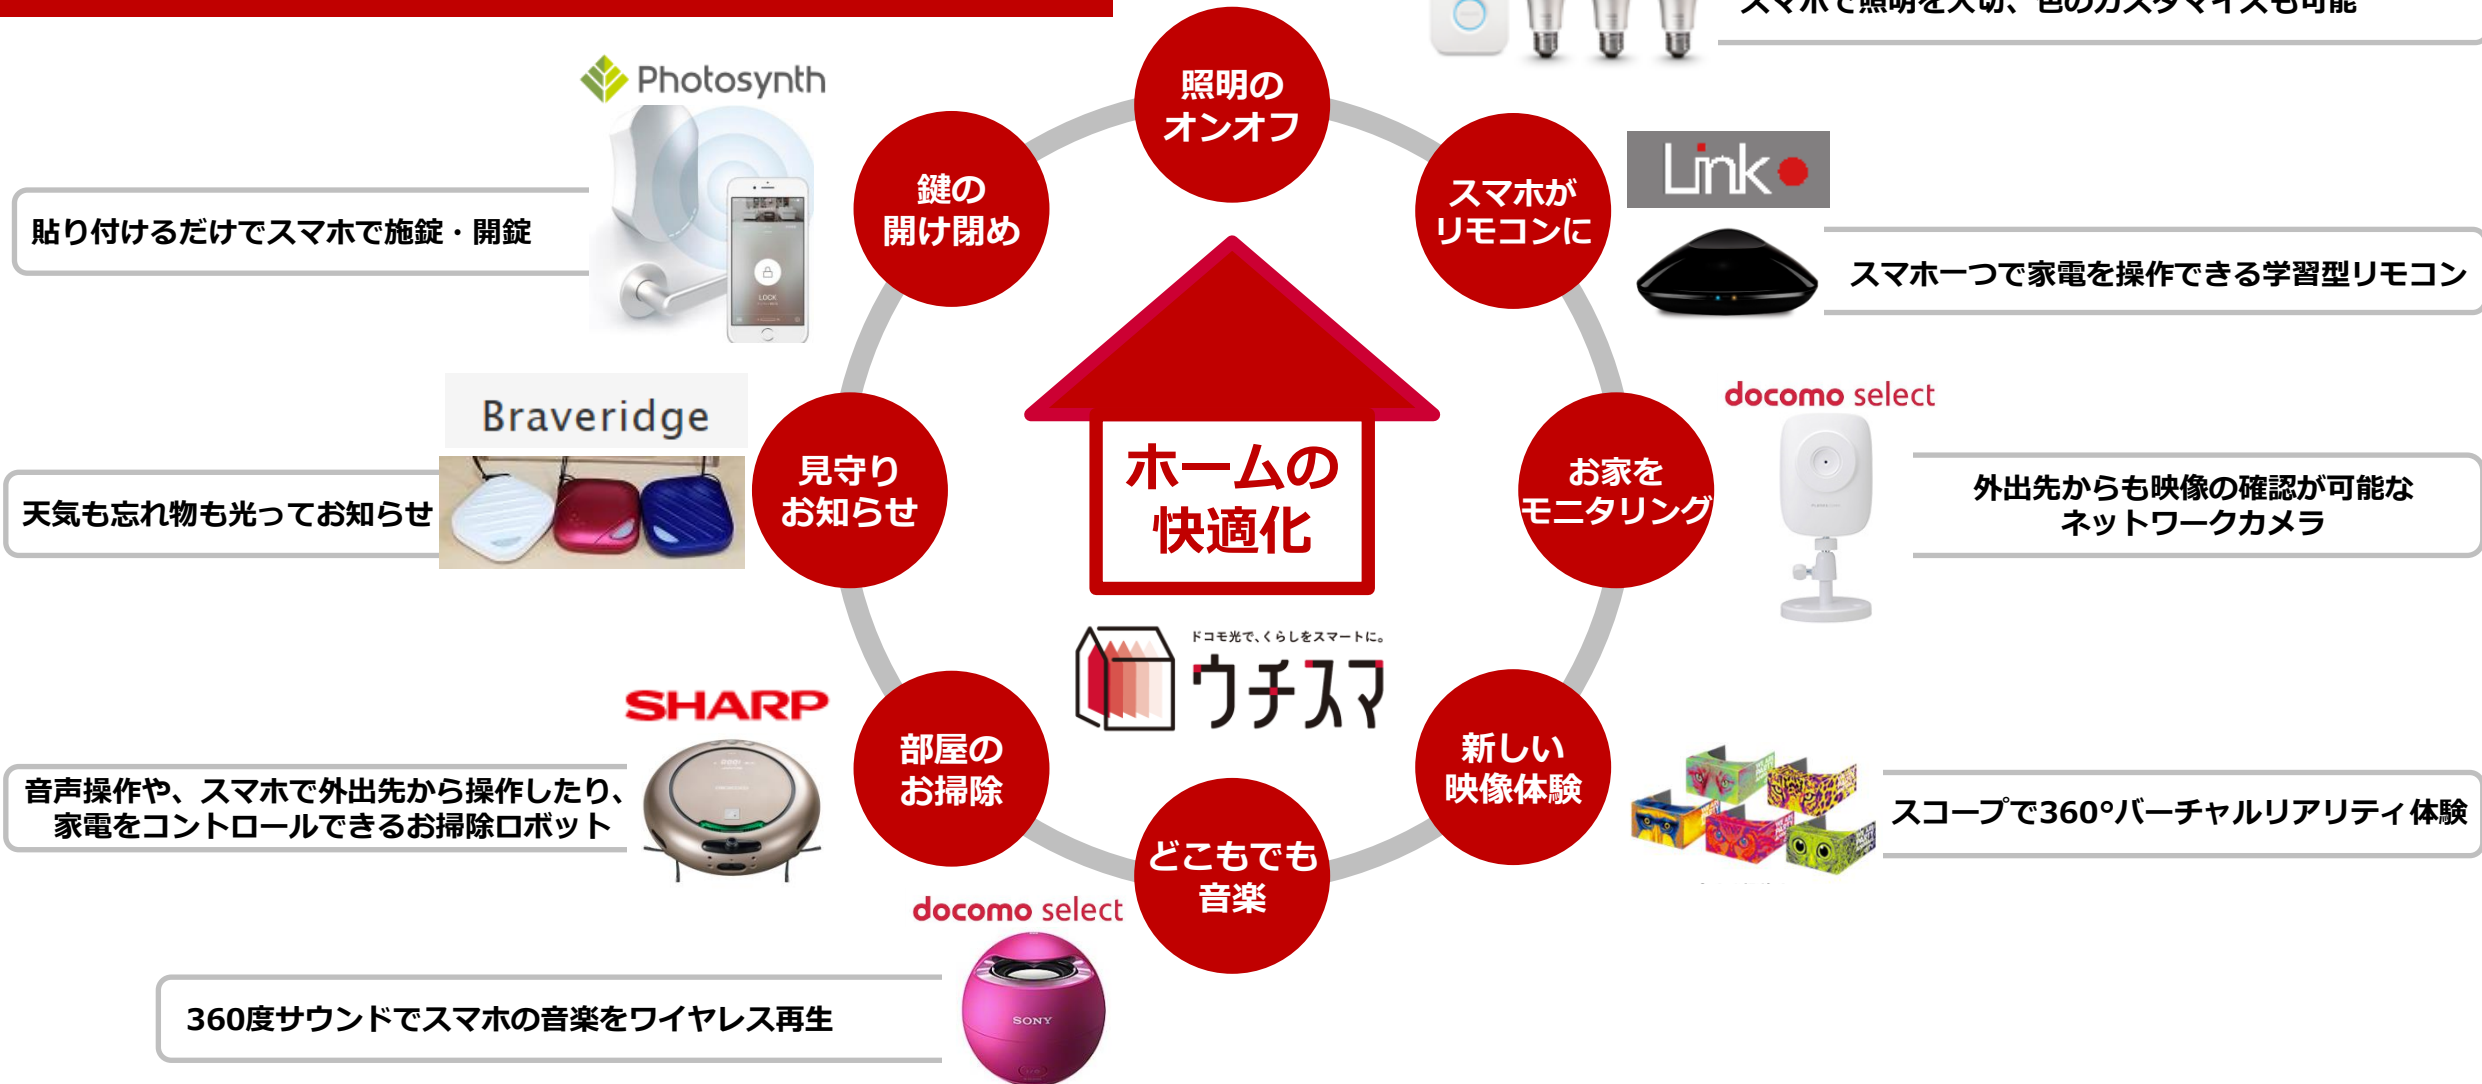 スマホで照明を入切、色のカスタマイズも可能
Photosynth
照明の
オンオフ
鍵の
開け閉め
スマホが
リモコンに
Link
貼り付けるだけでスマホで施錠・開錠
LOCK
スマホ一つで家電を操作できる学習型リモコン
Braveridge
docomo select
見守り
お知らせ
ホームの
快適化
お家を
モニタリング
天気も忘れ物も光ってお知らせ
外出先からも映像の確認が可能な
ネットワークカメラ
ドコモ光で、くらしをスマートに。
ウチスマ
SHARP
部屋の
お掃除
新しい
映像体験
音声操作や、スマホで外出先から操作したり、
家電をコントロールできるお掃除ロボット
スコープで360°バーチャルリアリティ体験
どこもでも
音楽
docomo select
360度サウンドでスマホの音楽をワイヤレス再生
SONY